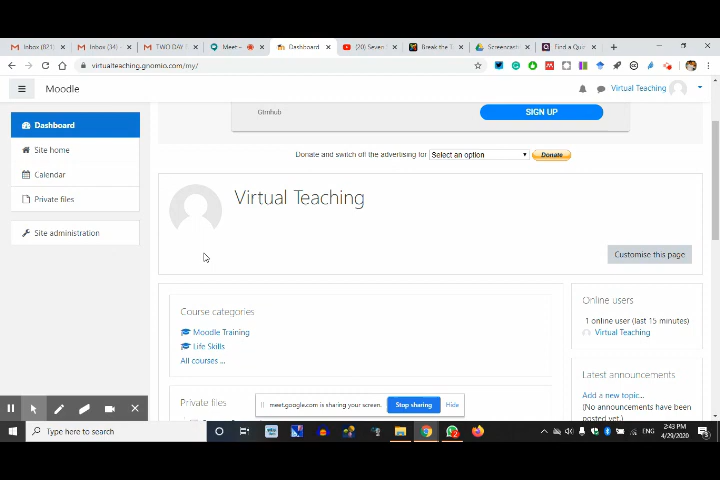 Inbox (821)
Inbox (34) -
TWO DAY
Meet –
Dashboard
(20) Seven
Break the
Screencast
Find a Quiz
virtualteaching.gnomio.com/my/
Moodle
Virtual Teaching
Dashboard
Site home
Calendar
Private files
Site administration
Gtmhub
SIGN UP
Donate and switch off the advertising for
Select an option
Donate
Virtual Teaching
Customise this page
Course categories
Moodle Training
Life Skills
All courses ...
Private files
Online users
1 online user (last 15 minutes)
Virtual Teaching
Latest announcements
Add a new topic...
(No announcements have been
posted yet.)
meet.google.com is sharing your screen.
Stop sharing
Hide
Type here to search
ENG
2:43 PM
4/29/2020